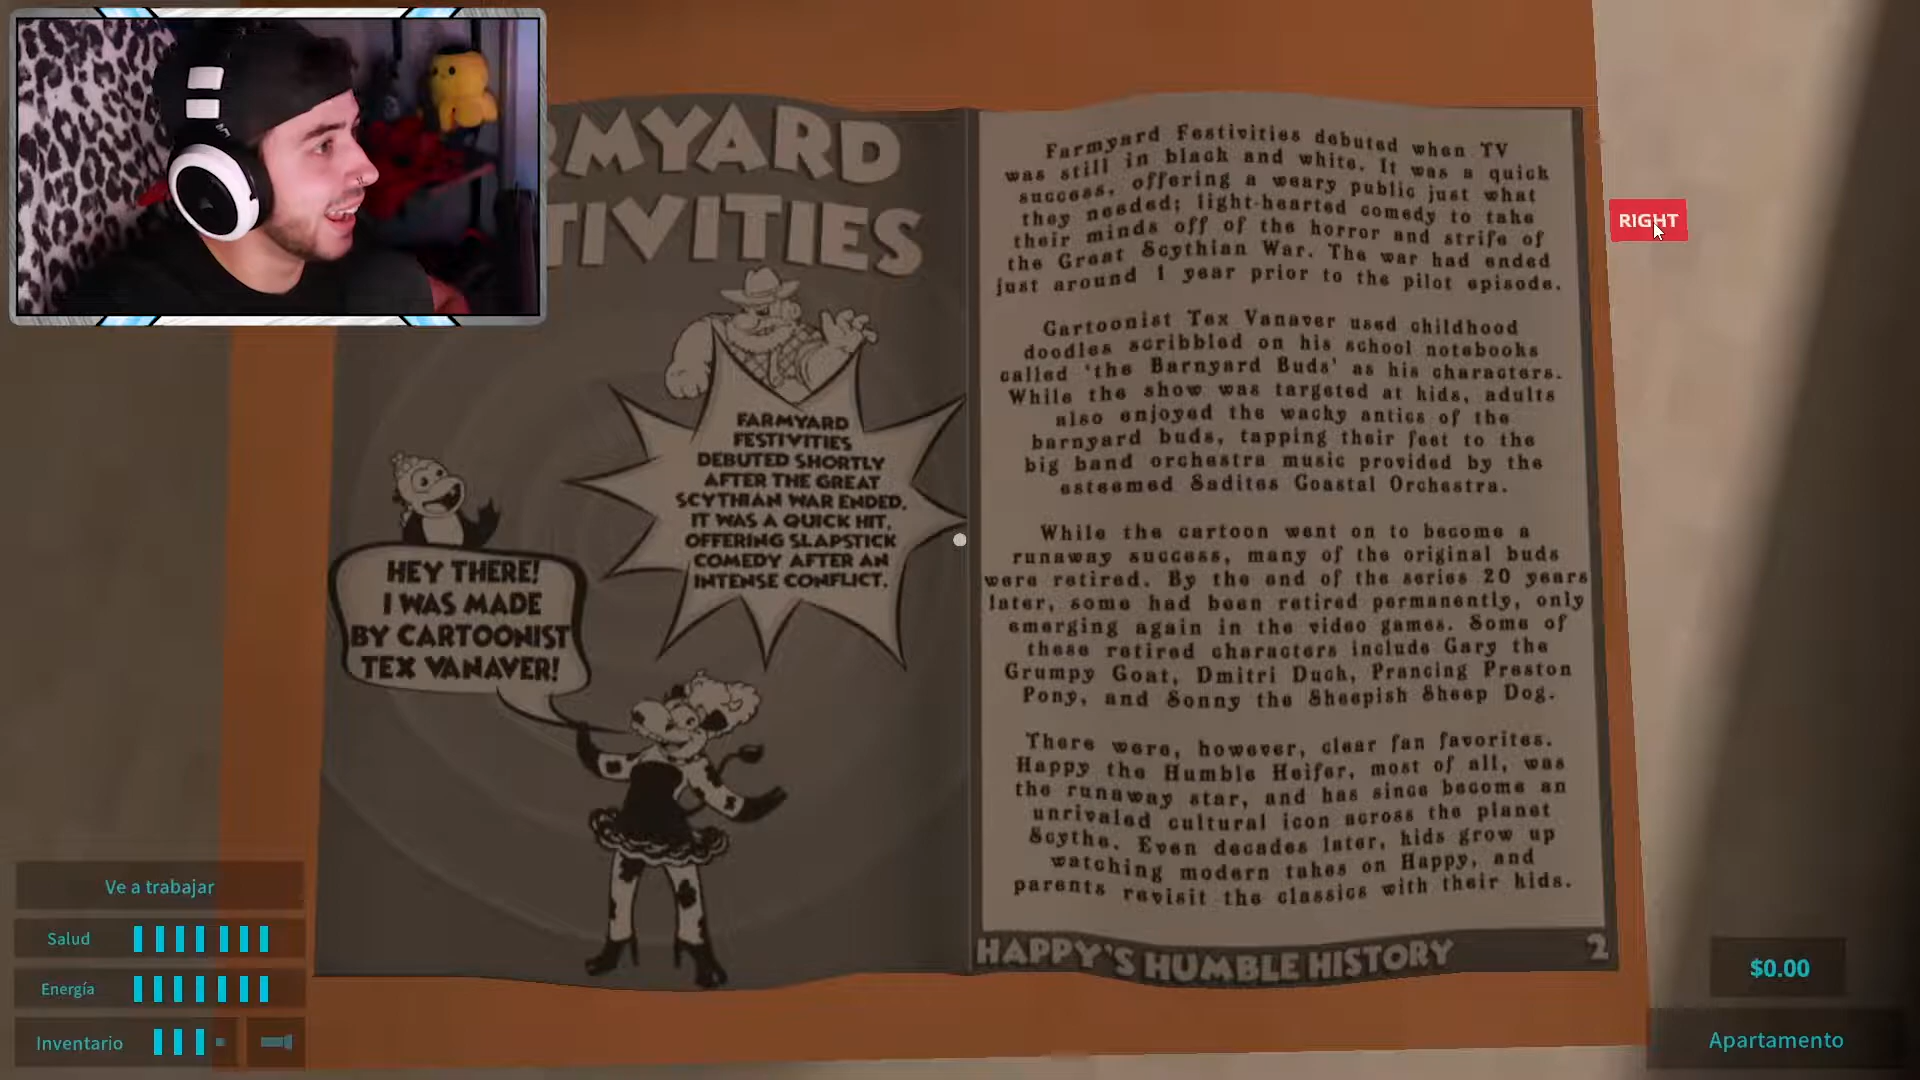 RMYARD
TIVITIES
FARMYARD
FESTIVITIES
DEBUTED SHORTLY
AFTER THE GREAT
SCYTHIAN WAR ENDED.
IT WAS A QUICK HIT,
OFFERING SLAPSTICK
COMEDY AFTER AN
INTENSE CONFLICT.
HEY THERE!
I WAS MADE
BY CARTOONIST
TEX VANAVER!
Farmyard Festivities debuted when TV
was still in black and white. It was a quick
success, offering a weary public just what
they needed; light-hearted comedy to take
their minds off of the horror and strife of
the Great Scythian War. The war had ended
just around 1 year prior to the pilot episode.
Cartoonist Tex Vanaver used childhood
doodles scribbled on his school notebooks
called 'the Barnyard Buds' as his characters.
While the show was targeted at kids, adults
also enjoyed the wacky antics of the
barnyard buds, tapping their feet to the
big band orchestra music provided by the
esteemed Sadites Coastal Orchestra.
While the cartoon went on to become a
runaway success, many of the original buds
were retired. By the end of the series 20 years
later, some had been retired permanently, only
emerging again in the video games. Some of
these retired characters include Gary the
Grumpy Goat, Dmitri Duch, Prancing Preston
Pony, and Sonny the Sheepish Sheep Dog.
There were, however, clear fan favorites.
Happy the Humble Heifer, most of all, was
the runaway star, and has since become an
unrivaled cultural icon across the planet
Scythe. Even decades later, kids grow up
watching modern takes on Happy, and
parents revisit the classics with their kids.
HAPPY'S HUMBLE HISTORY
2
RIGHT
Ve a trabajar
Salud
Energía
Inventario
$0.00
Apartamento